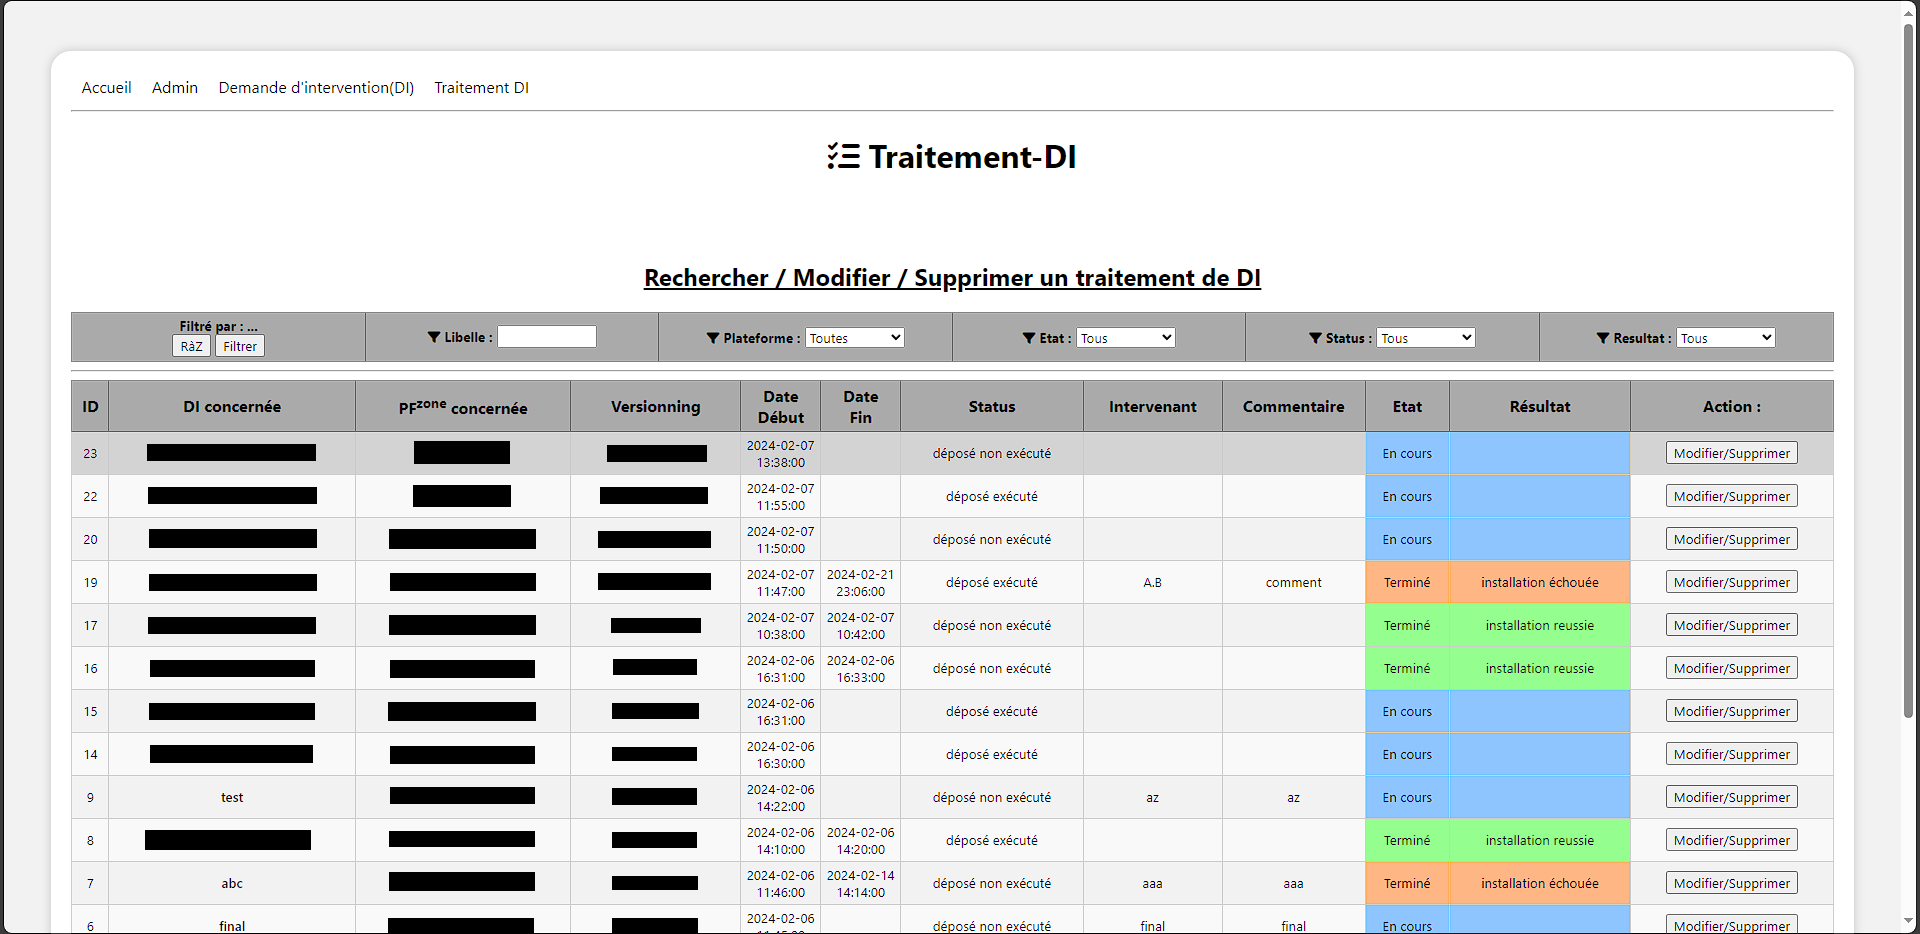 Accueil Admin Demande d'intervention(DI) Traitement DI
Traitement-DI
Rechercher / Modifier / Supprimer un traitement de DI
Filtré par : ...
RàZ Filtrer
Libelle :
Plateforme : Toutes
Etat : Tous
Status : Tous
Resultat : Tous
ID DI concernée PFzone concernée Versionning Date Début Date Fin Status Intervenant Commentaire Etat Résultat Action :
23 2024-02-07 13:38:00 déposé non exécuté En cours Modifier/Supprimer
22 2024-02-07 11:55:00 déposé exécuté En cours Modifier/Supprimer
20 2024-02-07 11:50:00 déposé non exécuté En cours Modifier/Supprimer
19 2024-02-07 11:47:00 2024-02-21 23:06:00 déposé exécuté A.B comment Terminé installation échouée Modifier/Supprimer
17 2024-02-07 10:38:00 2024-02-07 10:42:00 déposé non exécuté Terminé installation reussie Modifier/Supprimer
16 2024-02-06 16:31:00 2024-02-06 16:33:00 déposé non exécuté Terminé installation reussie Modifier/Supprimer
15 2024-02-06 16:31:00 déposé exécuté En cours Modifier/Supprimer
14 2024-02-06 16:30:00 déposé exécuté En cours Modifier/Supprimer
9 test 2024-02-06 14:22:00 déposé non exécuté az az En cours Modifier/Supprimer
8 2024-02-06 14:10:00 2024-02-06 14:20:00 déposé exécuté Terminé installation reussie Modifier/Supprimer
7 abc 2024-02-06 11:46:00 2024-02-14 14:14:00 déposé non exécuté aaa aaa Terminé installation échouée Modifier/Supprimer
6 final 2024-02-06 déposé non exécuté final final En cours Modifier/Supprimer